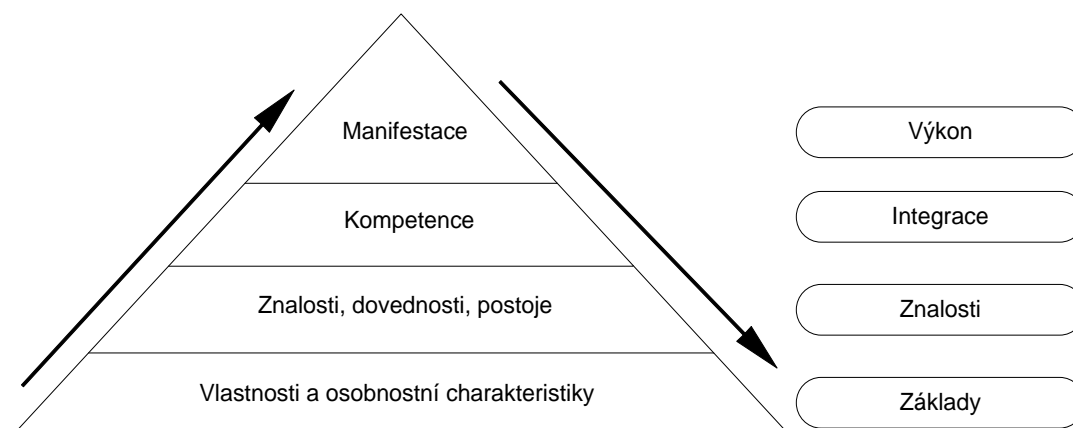 Manifestace
Výkon
Kompetence
Integrace
Znalosti, dovednosti, postoje
Znalosti
Vlastnosti a osobnostní charakteristiky
Základy